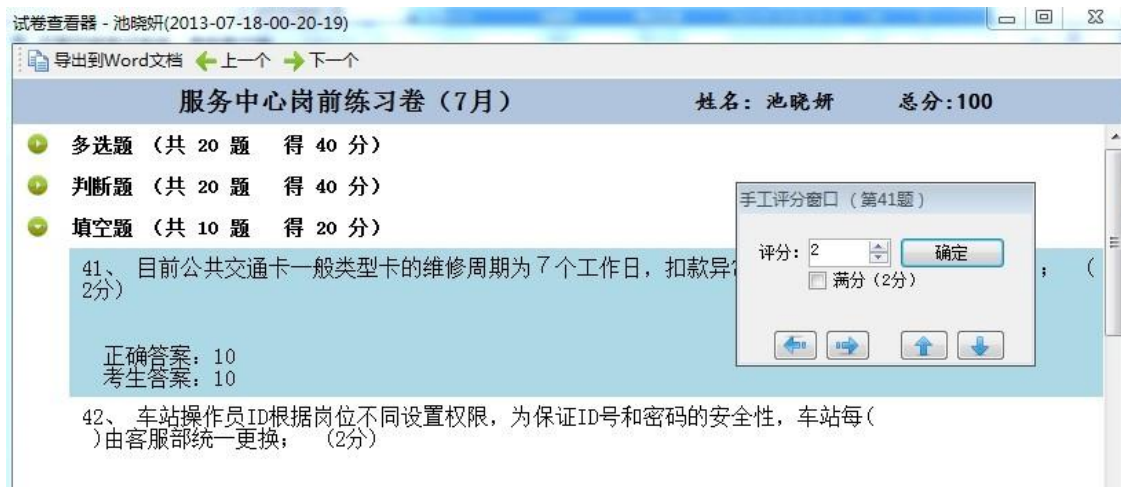 试卷查看器 - 池晓妍(2013-07-18-00-20-19)
导出到Word文档 上一个 下一个
服务中心岗前练习卷（7月） 姓名：池晓妍 总分:100
多选题 （共 20 题 得 40 分）
判断题 （共 20 题 得 40 分）
填空题 （共 10 题 得 20 分）
手工评分窗口 （第41题）
评分: 2 确定
满分（2分）
41、 目前公共交通卡一般类型卡的维修周期为7个工作日，扣款异 ； （
2分）
正确答案：10
考生答案：10
42、 车站操作员ID根据岗位不同设置权限，为保证ID号和密码的安全性，车站每(
)由客服部统一更换； （2分）